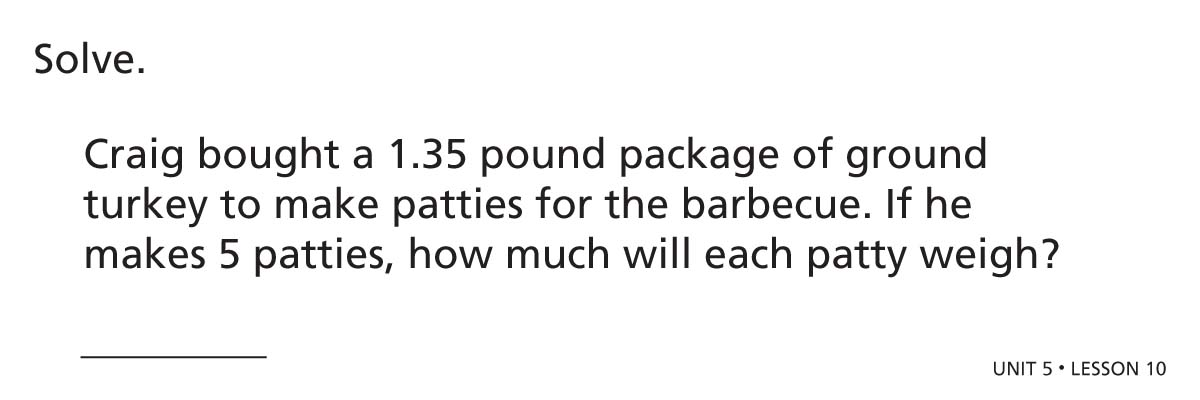 Solve.
Craig bought a 1.35 pound package of ground
turkey to make patties for the barbecue. If he
makes 5 patties, how much will each patty weigh?
UNIT 5 • LESSON 10